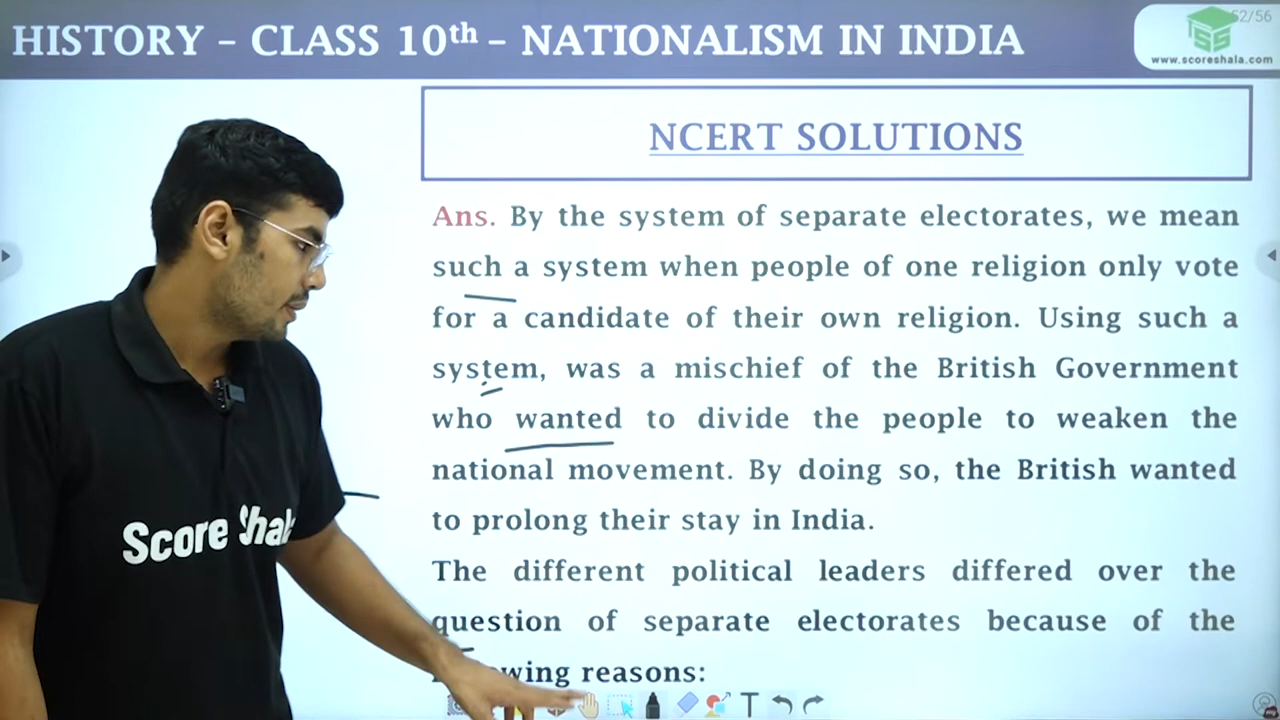 HISTORY – CLASS 10th – NATIONALISM IN INDIA
52/56
www.scoreshala.com
NCERT SOLUTIONS
Ans. By the system of separate electorates, we mean
such a system when people of one religion only vote
for a candidate of their own religion. Using such a
system, was a mischief of the British Government
who wanted to divide the people to weaken the
national movement. By doing so, the British wanted
to prolong their stay in India.
The different political leaders differed over the
question of separate electorates because of the
reasons:
Score Shala
T